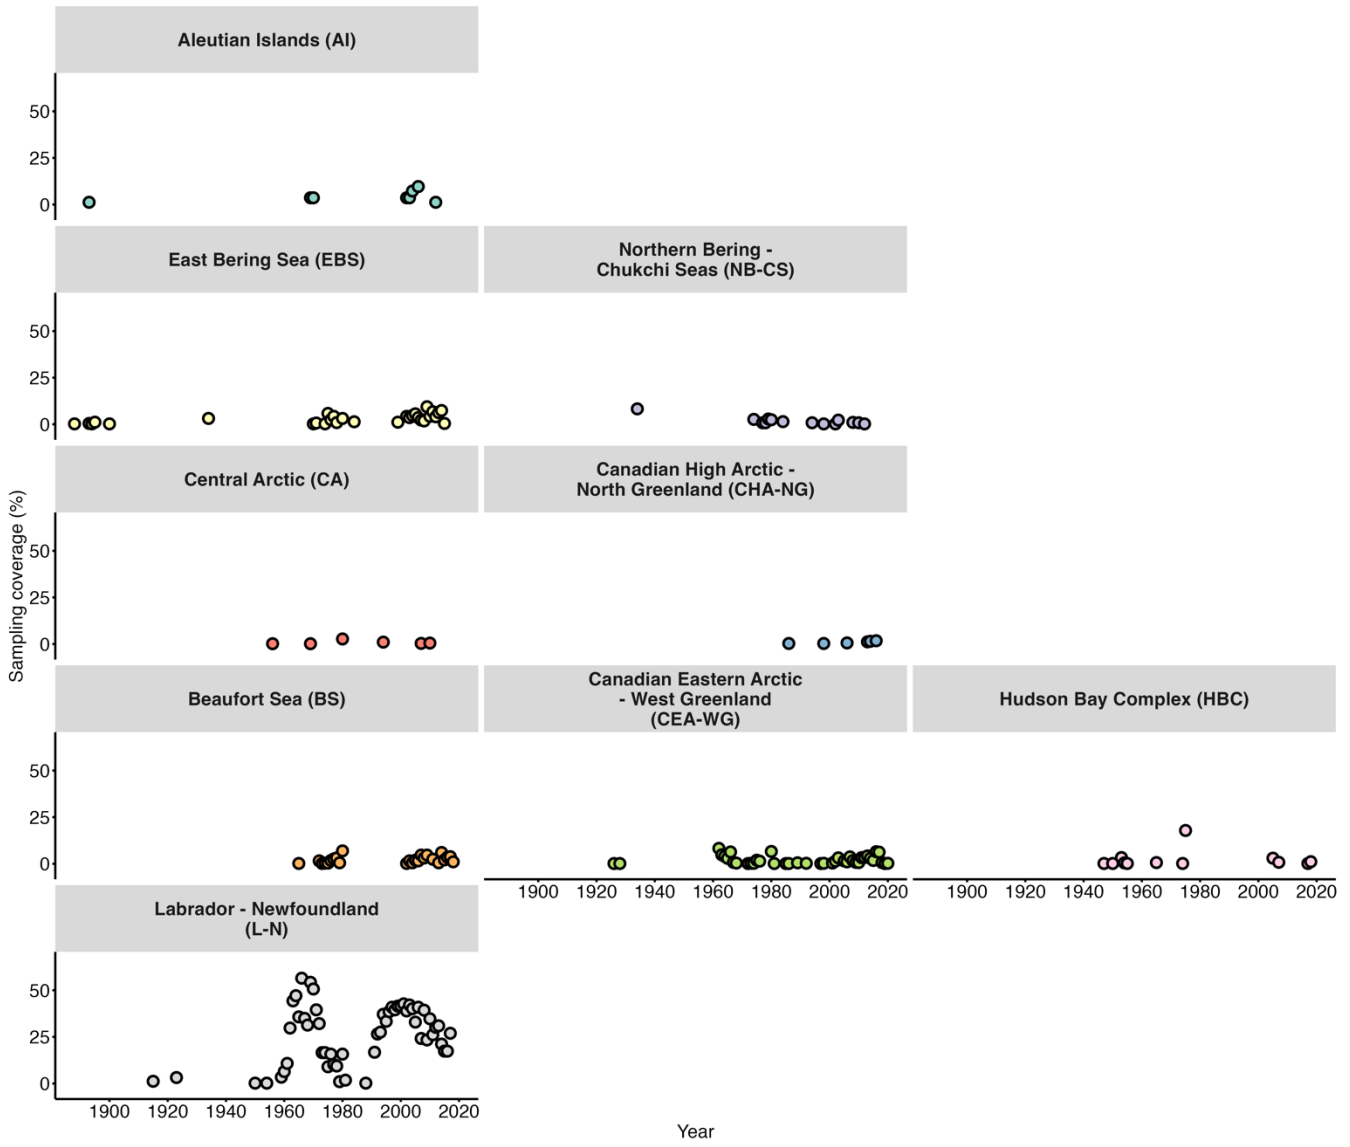 Aleutian Islands (AI)
50
25
0
East Bering Sea (EBS)
Northern Bering -
Chukchi Seas (NB-CS)
50
25
0
Central Arctic (CA)
Canadian High Arctic -
North Greenland (CHA-NG)
50
25
0
Sampling coverage (%)
Beaufort Sea (BS)
Canadian Eastern Arctic
- West Greenland
(CEA-WG)
Hudson Bay Complex (HBC)
50
25
0
1900 1920 1940 1960 1980 2000 2020
1900 1920 1940 1960 1980 2000 2020
Labrador - Newfoundland
(L-N)
50
25
0
1900 1920 1940 1960 1980 2000 2020
Year